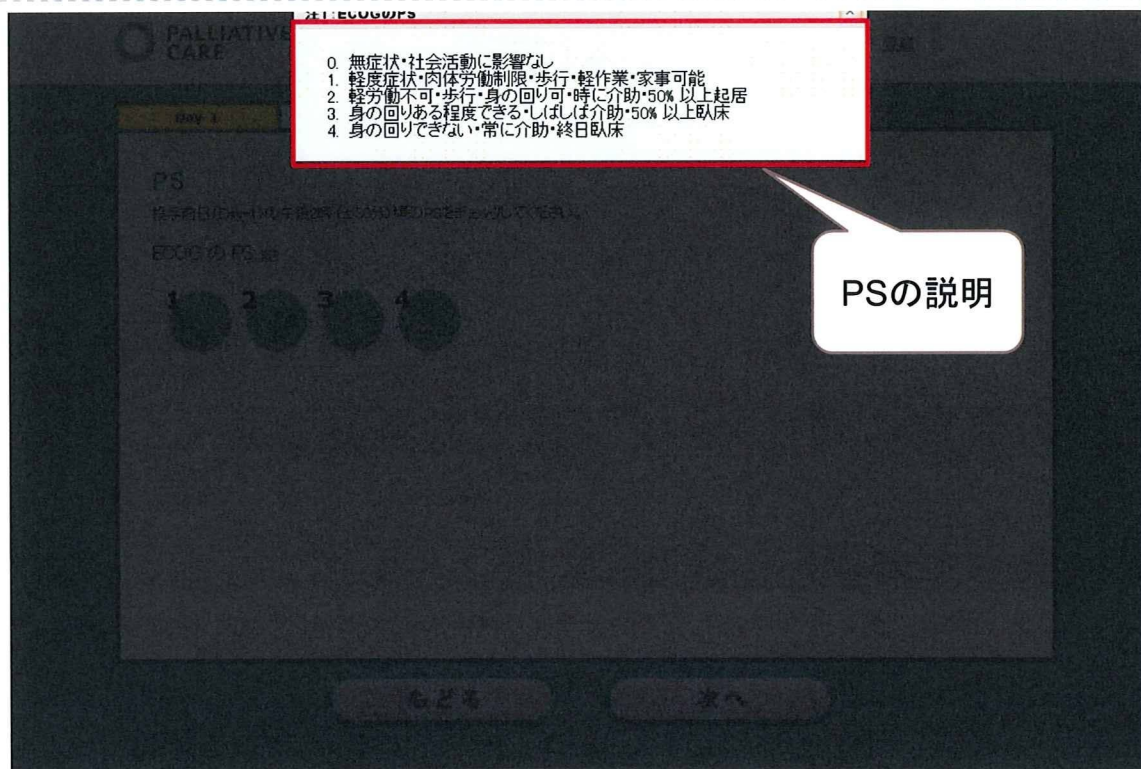 注1:ECOGのPS
PALLIATIVE
CARE
0. 無症状・社会活動に影響なし
1. 軽度症状・肉体労働制限・歩行・軽作業・家事可能
2. 軽労働不可・歩行・身の回り可・時に介助・50% 以上起居
3. 身の回りある程度できる・しばしば介助・50% 以上臥床
4. 身の回りできない・常に介助・終日臥床
PS
ECOG の PS
1 2 3 4
PSの説明
もどる 次へ